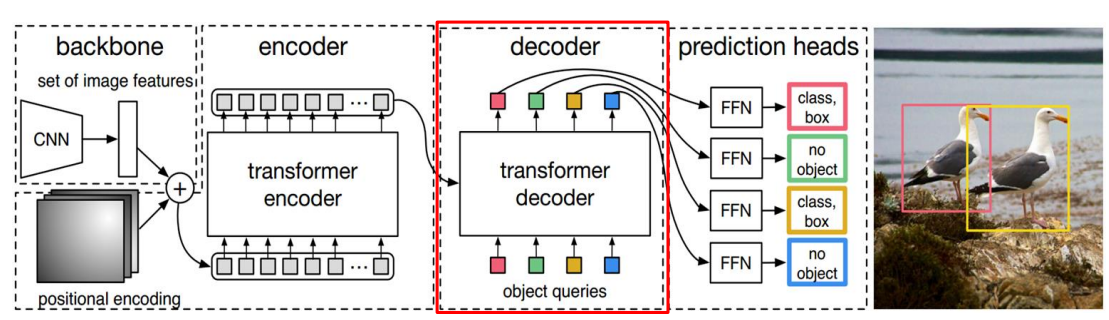 backbone
set of image features
CNN
+
positional encoding
encoder
...
transformer
encoder
...
decoder
transformer
decoder
object queries
prediction heads
FFN
class,
box
FFN
no
object
FFN
class,
box
FFN
no
object